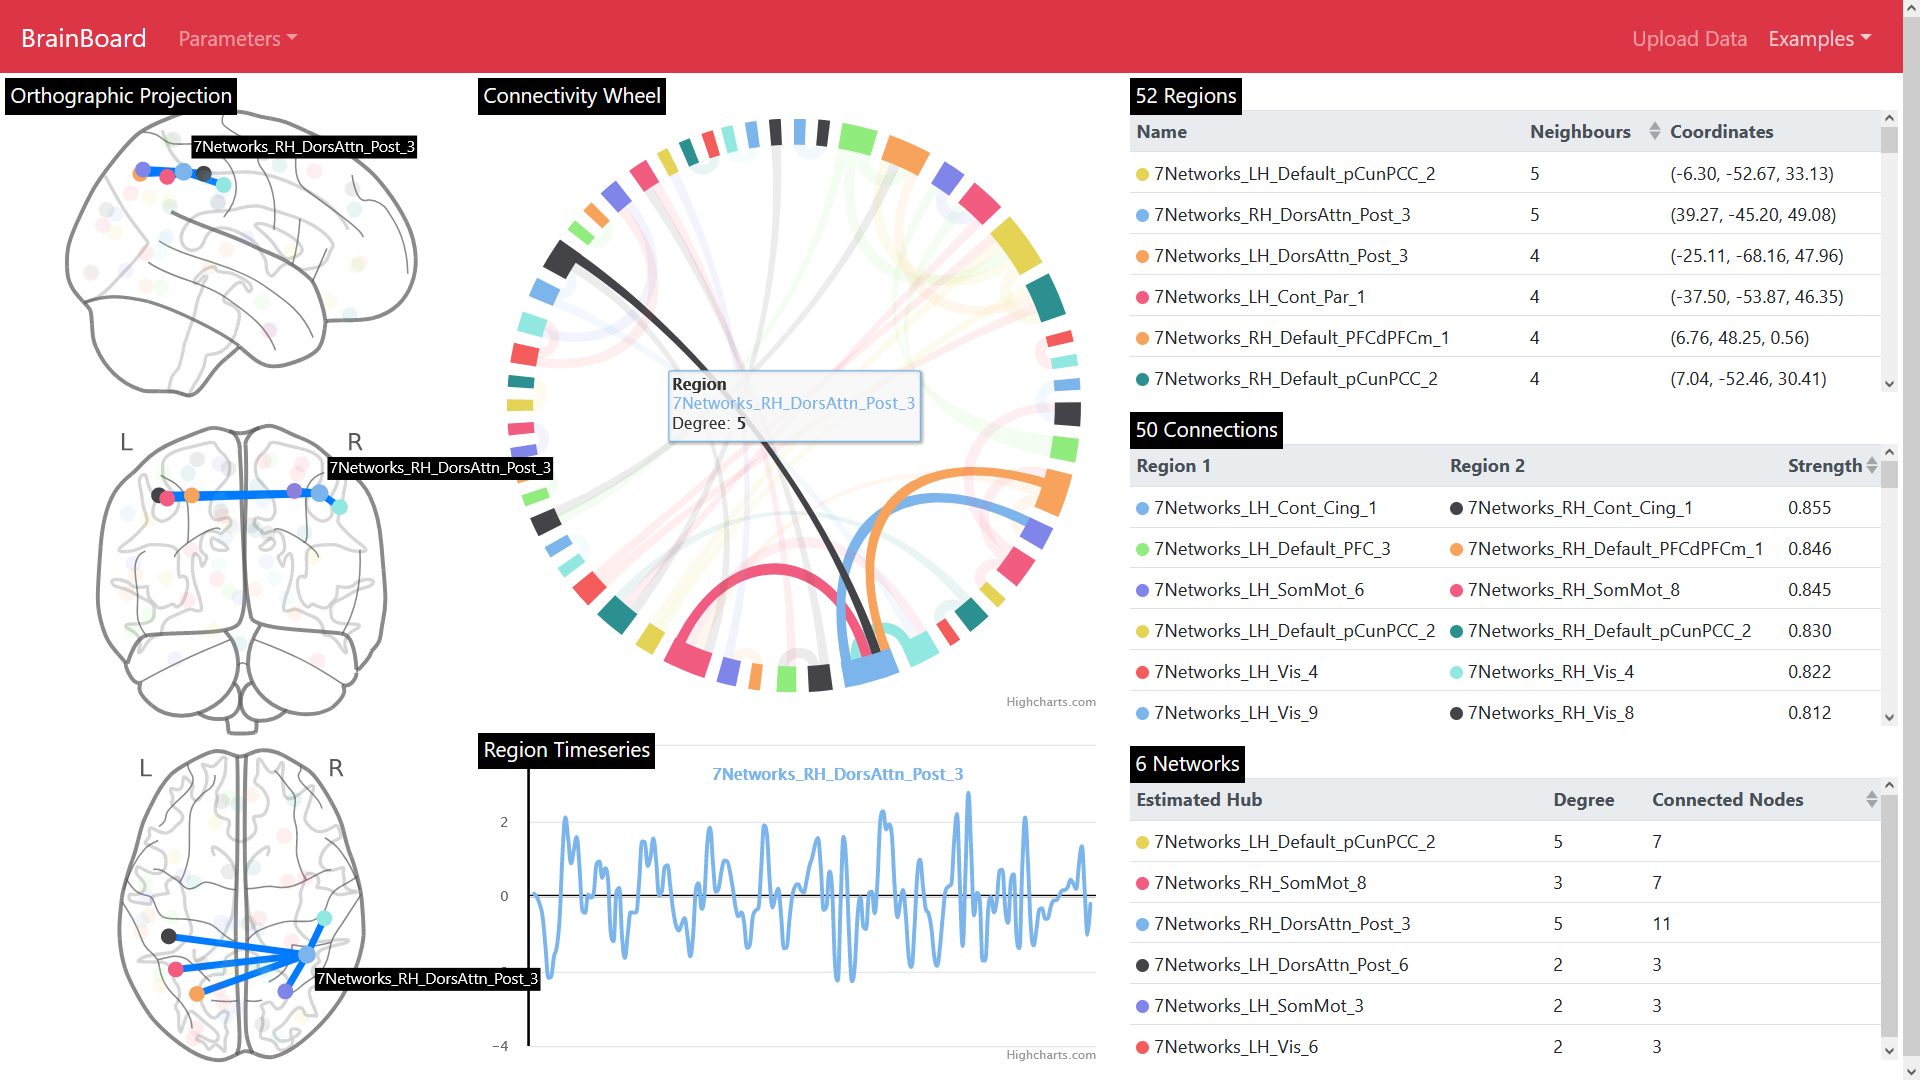 BrainBoard
Parameters
Upload Data
Examples
Orthographic Projection
7Networks_RH_DorsAttn_Post_3
L
R
7Networks_RH_DorsAttn_Post_3
L
R
7Networks_RH_DorsAttn_Post_3
Connectivity Wheel
Region
7Networks_RH_DorsAttn_Post_3
Degree: 5
Highcharts.com
Region Timeseries
7Networks_RH_DorsAttn_Post_3
2
0
−4
Highcharts.com
52 Regions
Name Neighbours Coordinates
7Networks_LH_Default_pCunPCC_2 5 (-6.30, -52.67, 33.13)
7Networks_RH_DorsAttn_Post_3 5 (39.27, -45.20, 49.08)
7Networks_LH_DorsAttn_Post_3 4 (-25.11, -68.16, 47.96)
7Networks_LH_Cont_Par_1 4 (-37.50, -53.87, 46.35)
7Networks_RH_Default_PFCdPFCm_1 4 (6.76, 48.25, 0.56)
7Networks_RH_Default_pCunPCC_2 4 (7.04, -52.46, 30.41)
50 Connections
Region 1 Region 2 Strength
7Networks_LH_Cont_Cing_1 7Networks_RH_Cont_Cing_1 0.855
7Networks_LH_Default_PFC_3 7Networks_RH_Default_PFCdPFCm_1 0.846
7Networks_LH_SomMot_6 7Networks_RH_SomMot_8 0.845
7Networks_LH_Default_pCunPCC_2 7Networks_RH_Default_pCunPCC_2 0.830
7Networks_LH_Vis_4 7Networks_RH_Vis_4 0.822
7Networks_LH_Vis_9 7Networks_RH_Vis_8 0.812
6 Networks
Estimated Hub Degree Connected Nodes
7Networks_LH_Default_pCunPCC_2 5 7
7Networks_RH_SomMot_8 3 7
7Networks_RH_DorsAttn_Post_3 5 11
7Networks_LH_DorsAttn_Post_6 2 3
7Networks_LH_SomMot_3 2 3
7Networks_LH_Vis_6 2 3